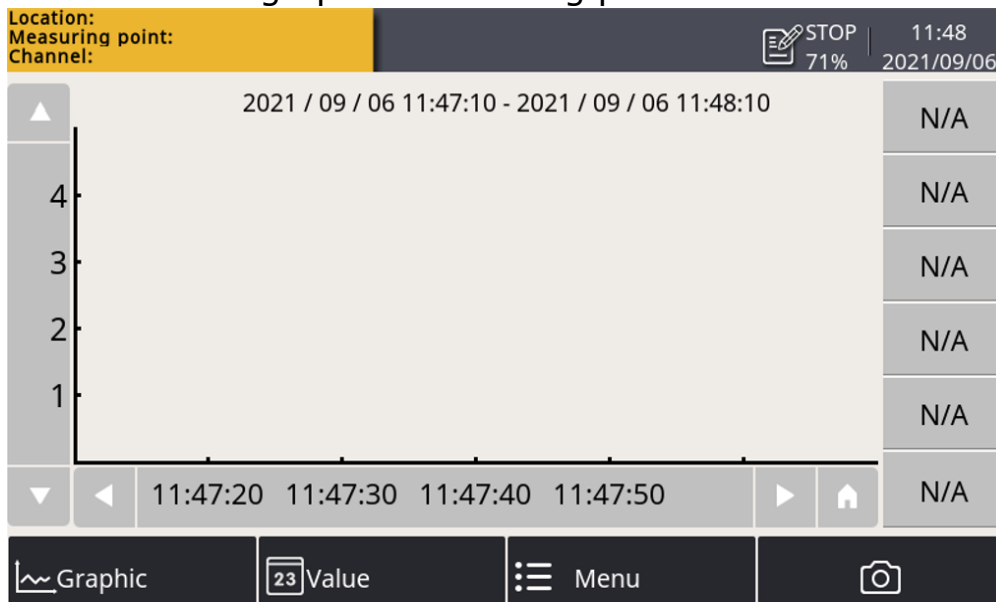 Location:
Measuring point:
Channel:
STOP
71%
11:48
2021/09/06
2021 / 09 / 06 11:47:10 - 2021 / 09 / 06 11:48:10
N/A
N/A
N/A
N/A
N/A
N/A
4
3
2
1
11:47:20 11:47:30 11:47:40 11:47:50
Graphic
23 Value
Menu